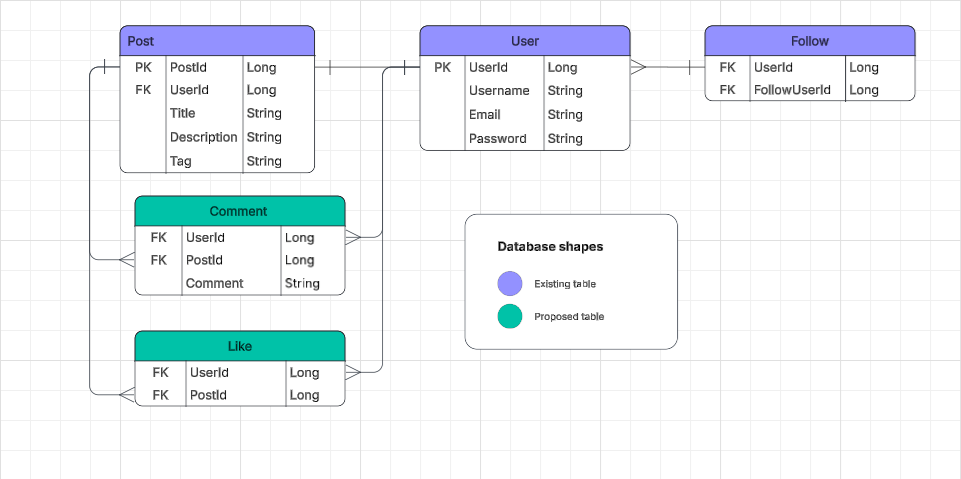 Post
PK PostId Long
FK UserId Long
Title String
Description String
Tag String
User
PK UserId Long
Username String
Email String
Password String
Follow
FK UserId Long
FK FollowUserId Long
Comment
FK UserId Long
FK PostId Long
Comment String
Like
FK UserId Long
FK PostId Long
Database shapes
Existing table
Proposed table